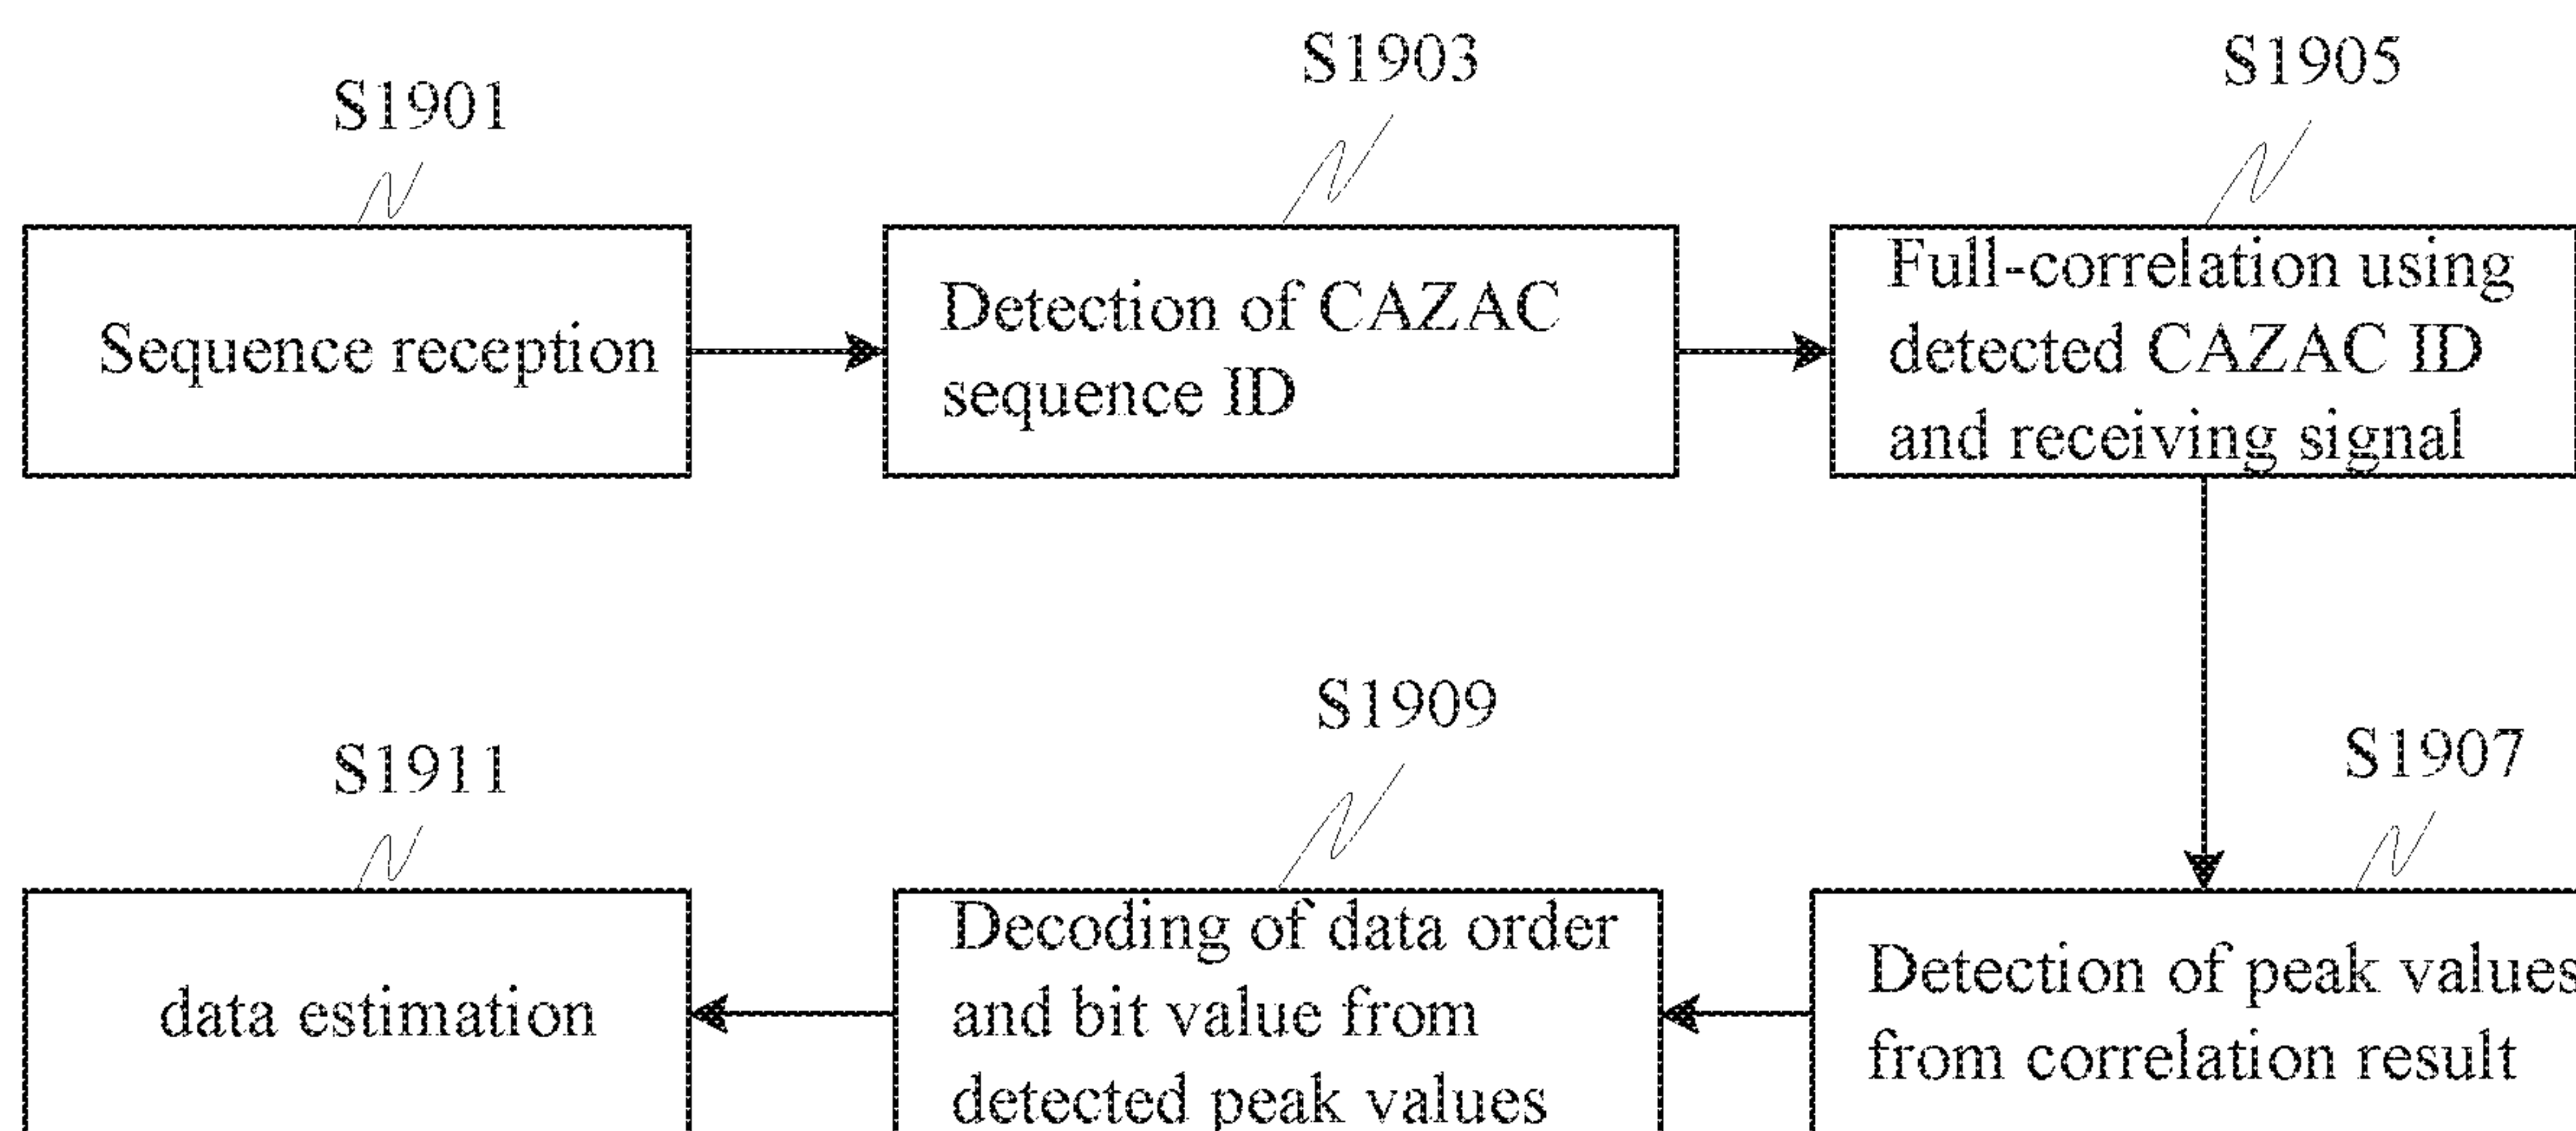 S1901
Sequence reception
S1903
Detection of CAZAC
sequence ID
S1905
Full-correlation using
detected CAZAC ID
and receiving signal
S1907
Detection of peak values
from correlation result
S1909
Decoding of data order
and bit value from
detected peak values
S1911
data estimation